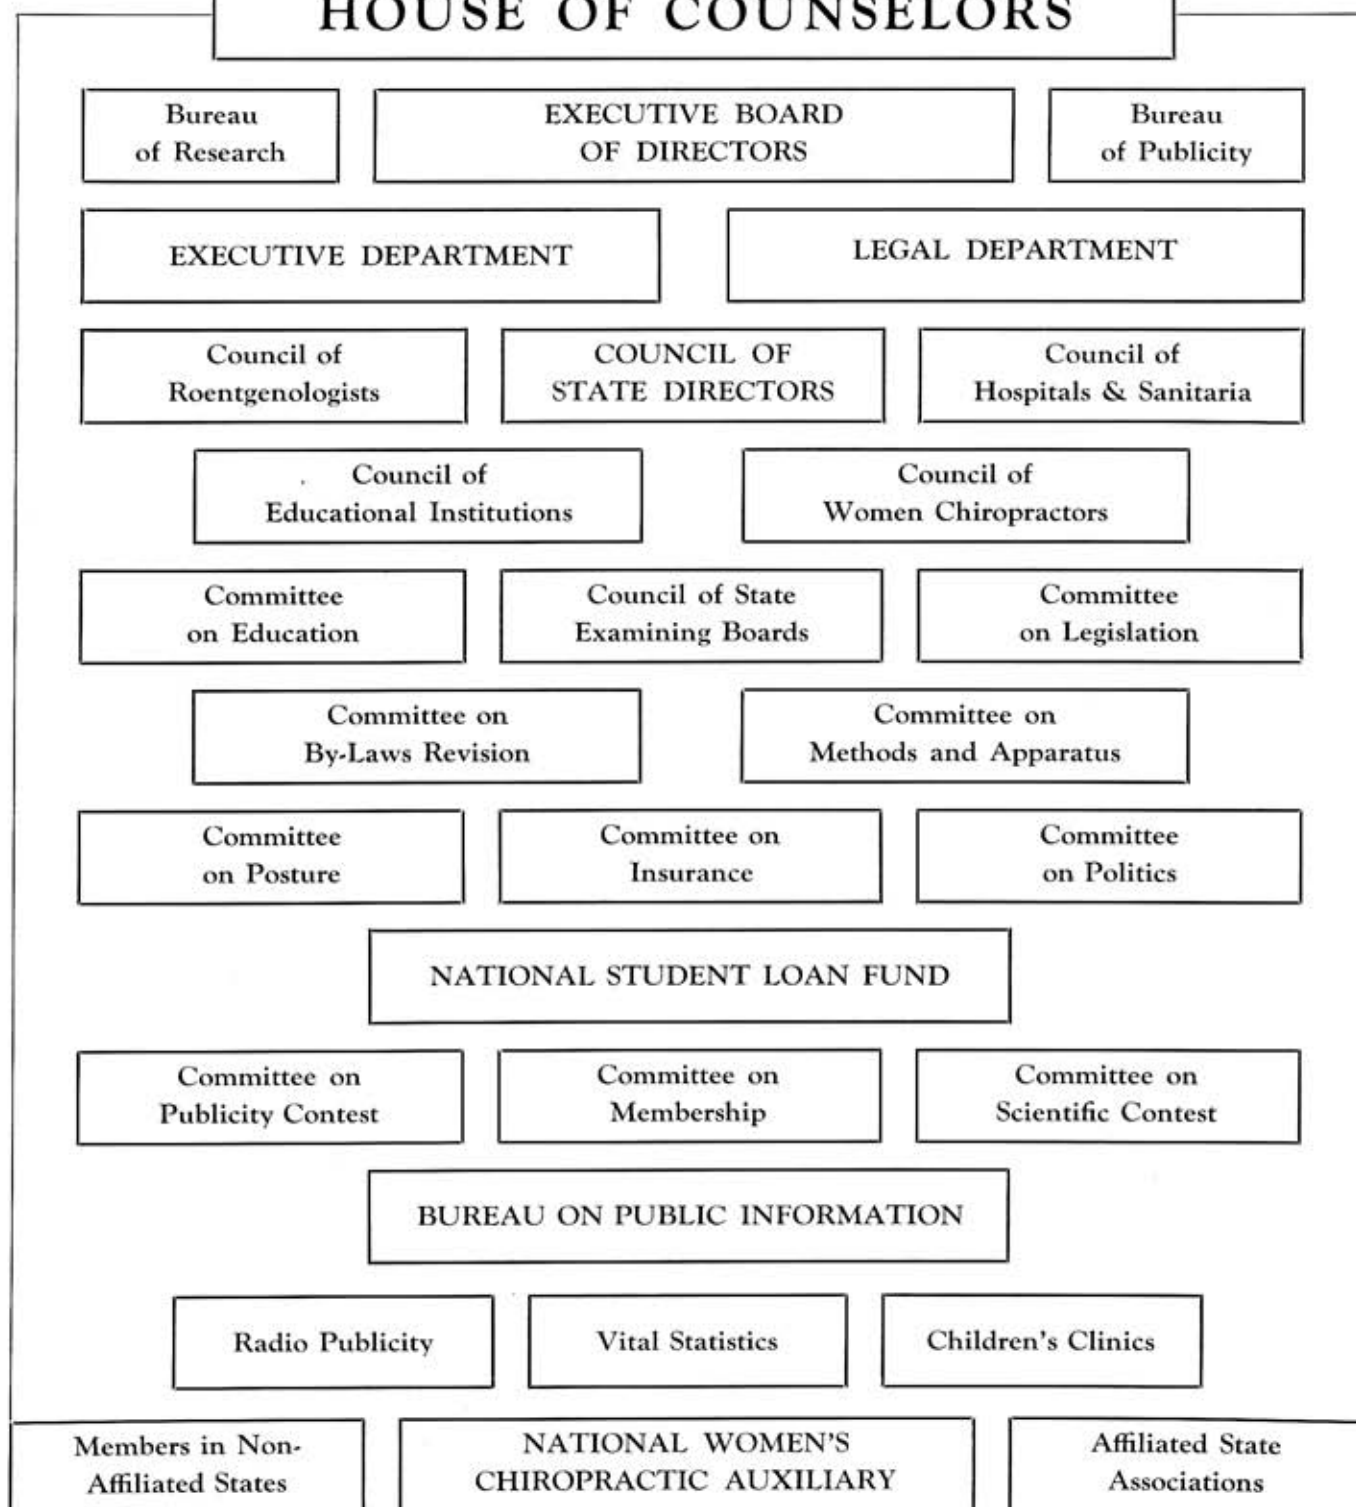 HOUSE OF COUNSELORS
Bureau
of Research
EXECUTIVE BOARD
OF DIRECTORS
Bureau
of Publicity
EXECUTIVE DEPARTMENT
LEGAL DEPARTMENT
Council of
Roentgenologists
COUNCIL OF
STATE DIRECTORS
Council of
Hospitals & Sanitaria
Council of
Educational Institutions
Council of
Women Chiropractors
Committee
on Education
Council of State
Examining Boards
Committee
on Legislation
Committee on
By-Laws Revision
Committee on
Methods and Apparatus
Committee
on Posture
Committee on
Insurance
Committee
on Politics
NATIONAL STUDENT LOAN FUND
Committee on
Publicity Contest
Committee on
Membership
Committee on
Scientific Contest
BUREAU ON PUBLIC INFORMATION
Radio Publicity
Vital Statistics
Children's Clinics
Members in Non-
Affiliated States
NATIONAL WOMEN'S
CHIROPRACTIC AUXILIARY
Affiliated State
Associations